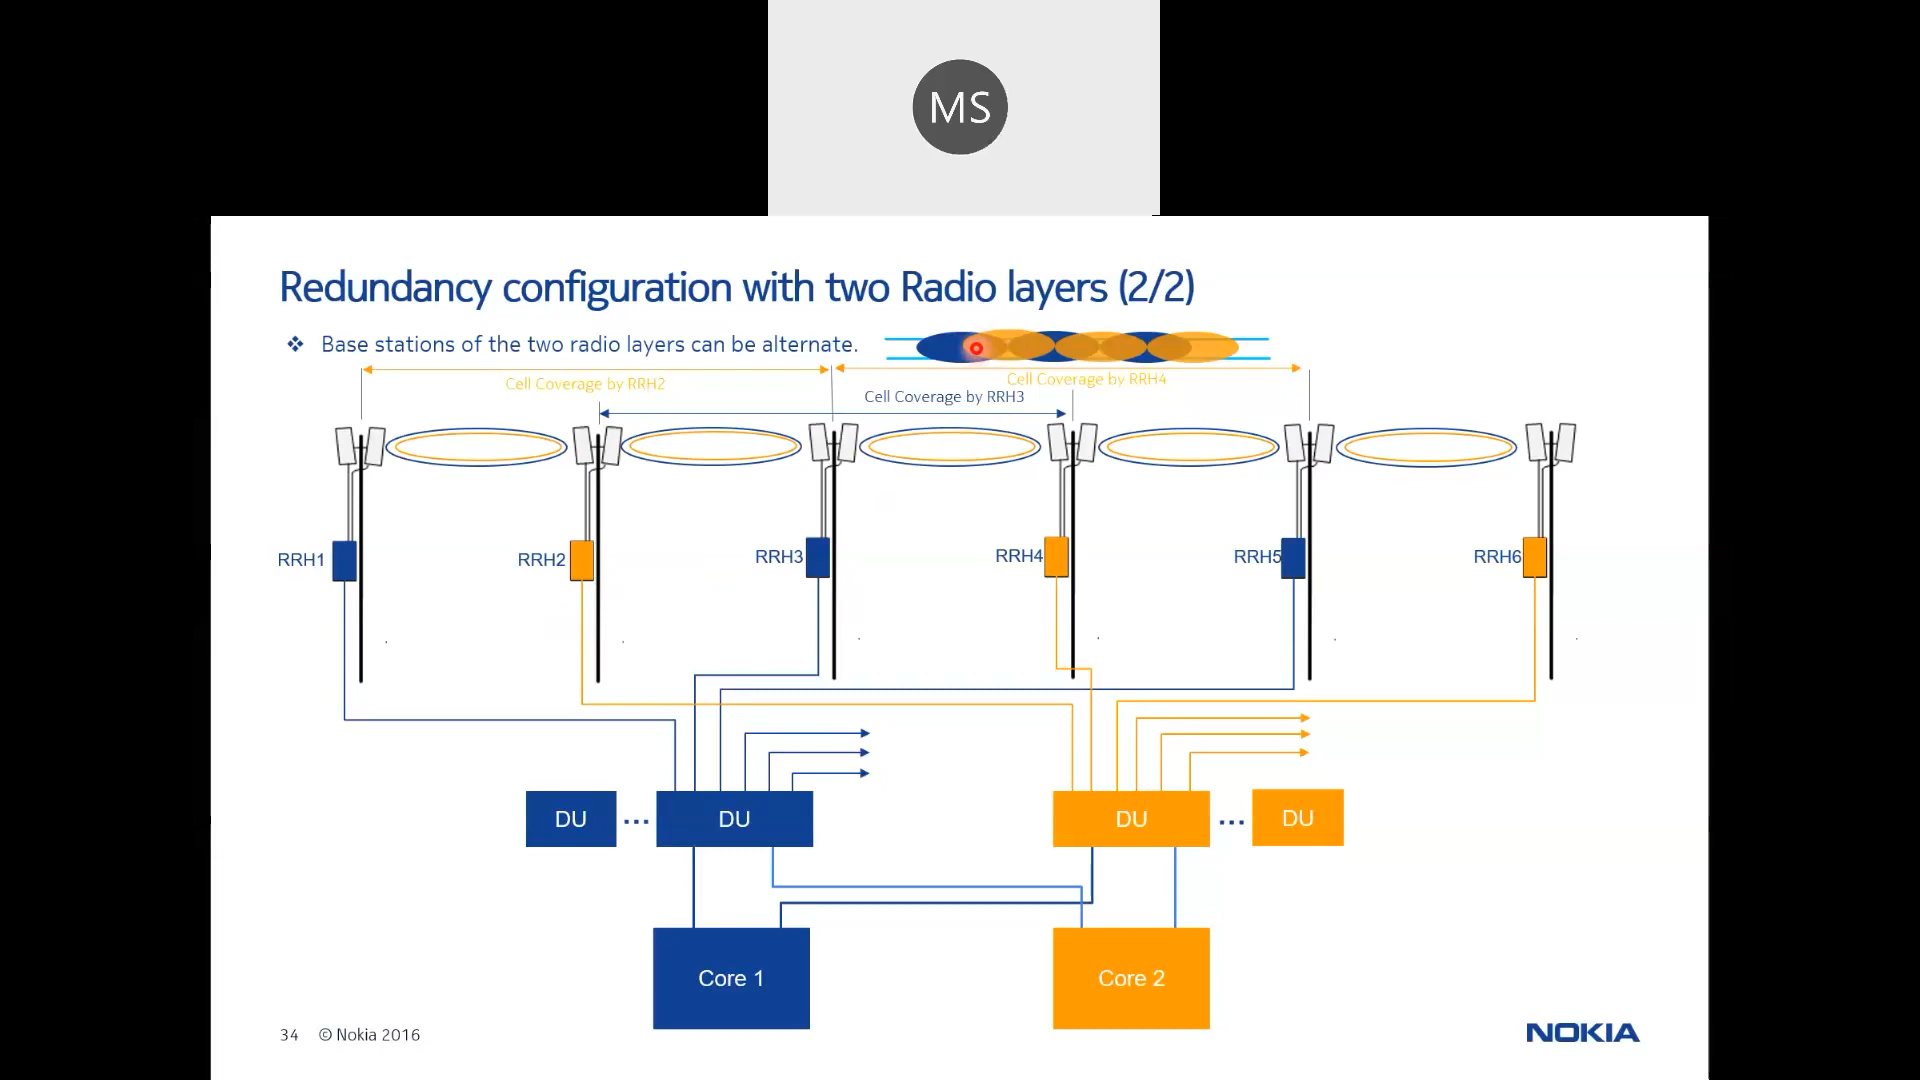 MS
Redundancy configuration with two Radio layers (2/2)
❖ Base stations of the two radio layers can be alternate.
Cell Coverage by RRH2
Cell Coverage by RRH4
Cell Coverage by RRH3
RRH1
RRH2
RRH3
RRH4
RRH5
RRH6
DU ... DU
DU ... DU
Core 1
Core 2
34 © Nokia 2016
NOKIA